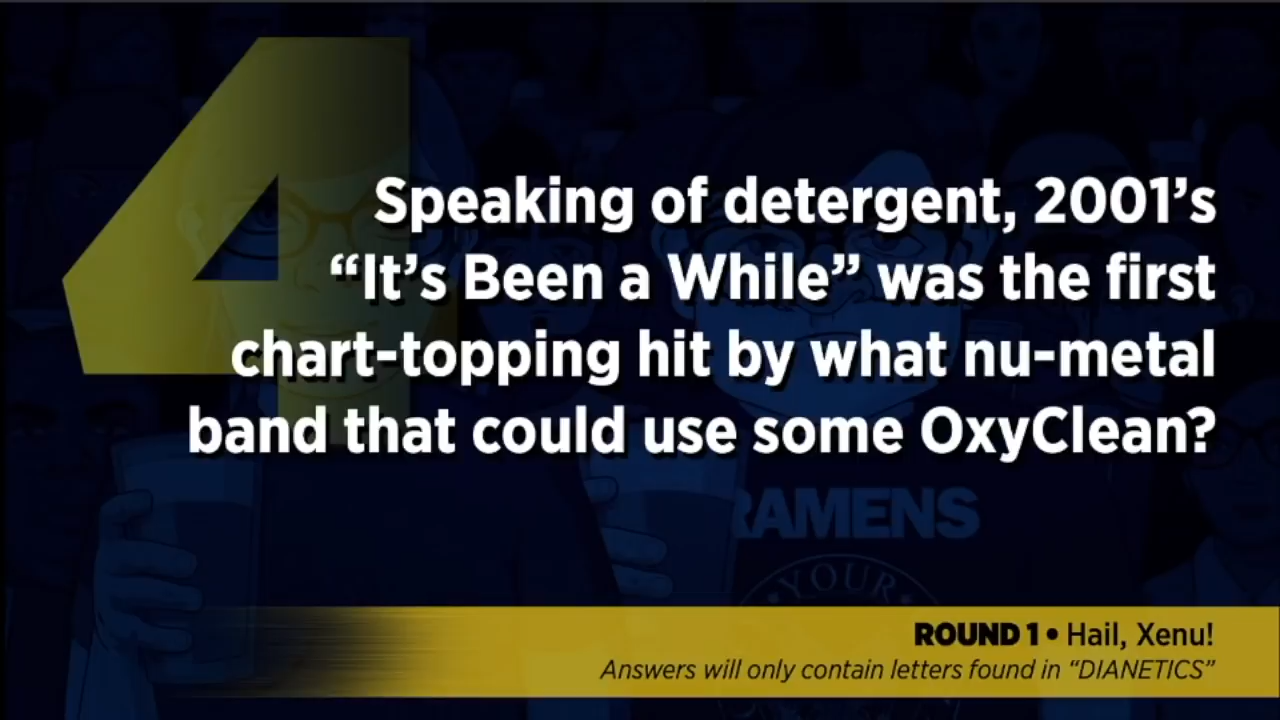 4
Speaking of detergent, 2001’s
“It’s Been a While” was the first
chart-topping hit by what nu-metal
band that could use some OxyClean?
RAMENS
YOUR
ROUND 1 • Hail, Xenu!
Answers will only contain letters found in “DIANETICS”